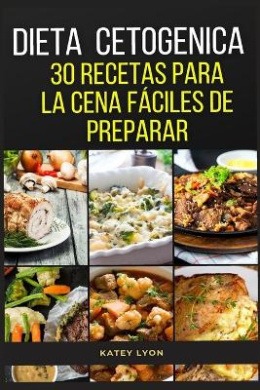 DIETA CETOGENICA
30 RECETAS PARA
LA CENA FÁCILES DE
PREPARAR
KATEY LYON